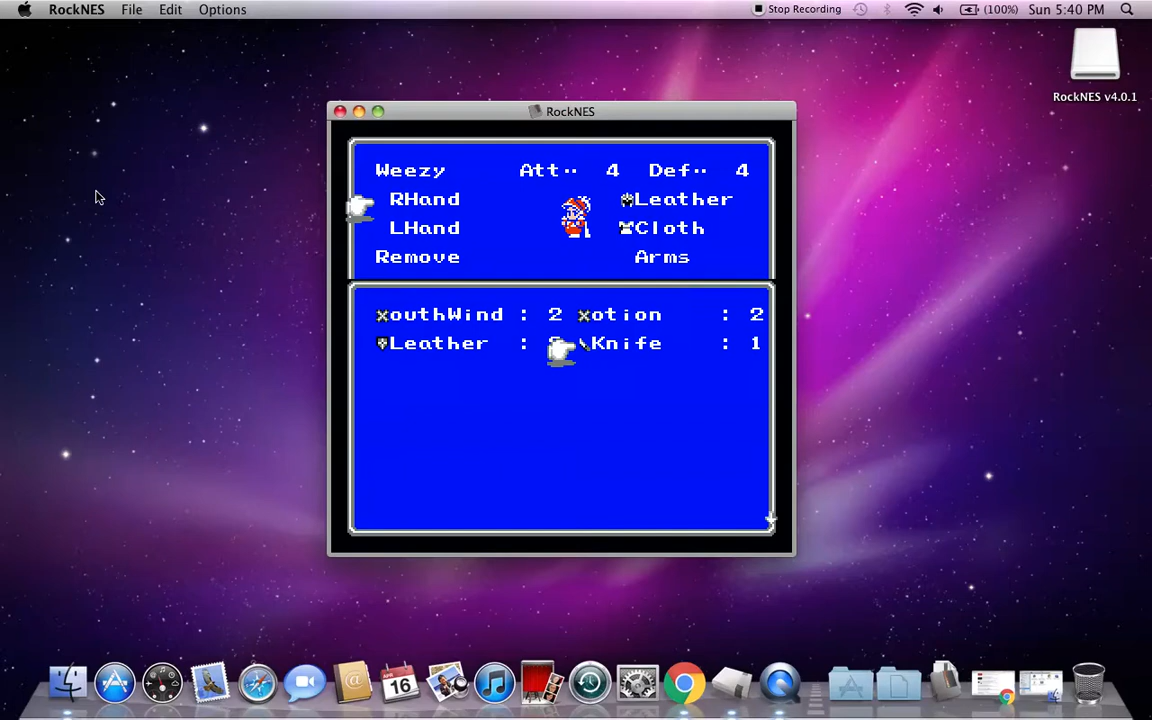 RockNES File Edit Options Stop Recording (100%) Sun 5:40 PM
RockNES v4.0.1
RockNES
Weezy Att·· 4 Def·· 4
RHand Leather
LHand Cloth
Remove Arms
outhWind : 2 otion : 2
Leather : Knife : 1
APR
16